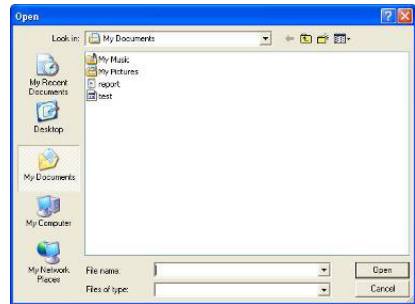 Open
Look in:
My Documents
My Music
My Pictures
report
test
My Recent
Documents
Desktop
My Documents
My Computer
My Network
Places
File name:
Open
Files of type:
Cancel